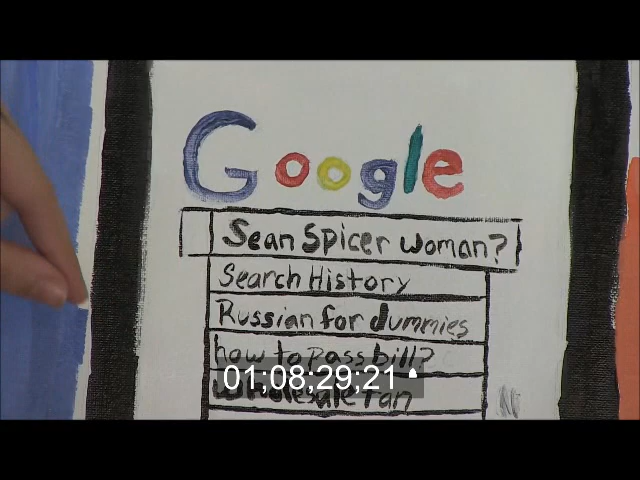 Google
Sean Spicer woman?
Search History
Russian for dummies
how to pass bill?
01;08;29;21
Wholesale Tan